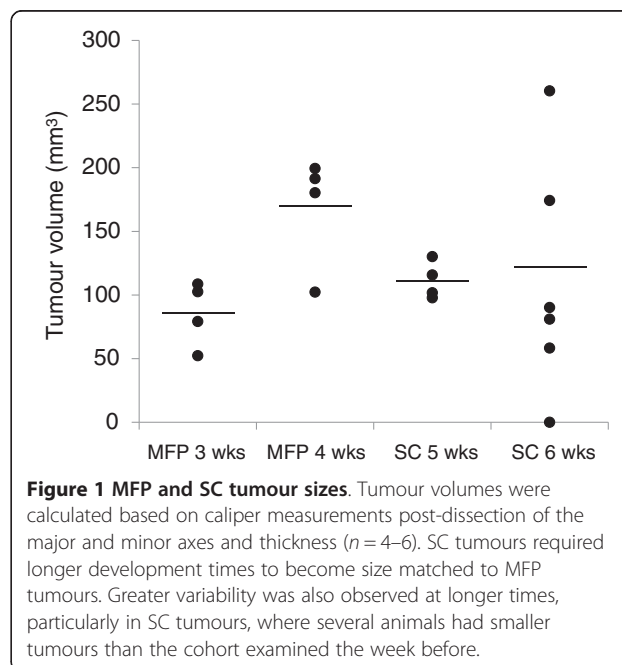 300
250
200
150
100
50
0
Tumour volume (mm³)
MFP 3 wks MFP 4 wks SC 5 wks SC 6 wks
Figure 1 MFP and SC tumour sizes. Tumour volumes were
calculated based on caliper measurements post-dissection of the
major and minor axes and thickness (n = 4–6). SC tumours required
longer development times to become size matched to MFP
tumours. Greater variability was also observed at longer times,
particularly in SC tumours, where several animals had smaller
tumours than the cohort examined the week before.